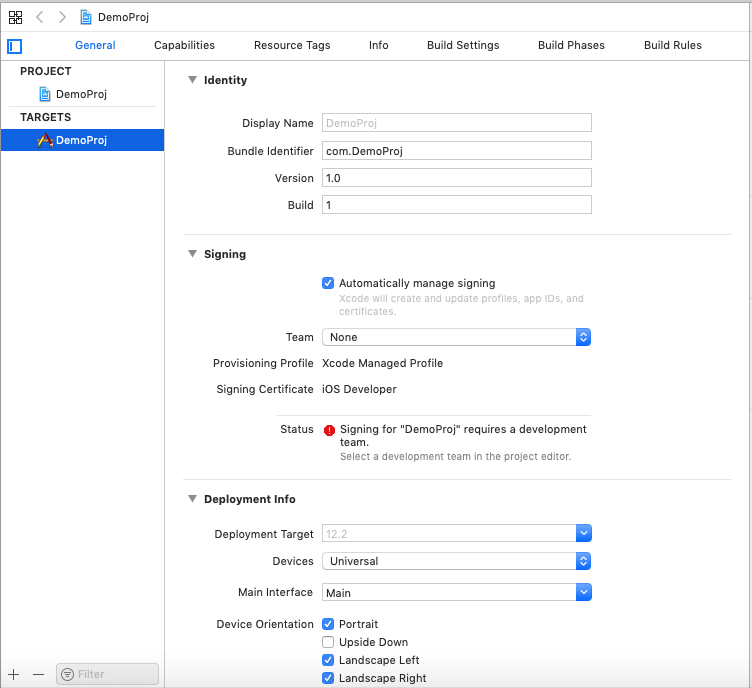 DemoProj
General Capabilities Resource Tags Info Build Settings Build Phases Build Rules
PROJECT
DemoProj
TARGETS
DemoProj
Filter
Identity
Display Name DemoProj
Bundle Identifier com.DemoProj
Version 1.0
Build 1
Signing
Automatically manage signing
Xcode will create and update profiles, app IDs, and
certificates.
Team None
Provisioning Profile Xcode Managed Profile
Signing Certificate iOS Developer
Status Signing for "DemoProj" requires a development
team.
Select a development team in the project editor.
Deployment Info
Deployment Target 12.2
Devices Universal
Main Interface Main
Device Orientation Portrait
Upside Down
Landscape Left
Landscape Right